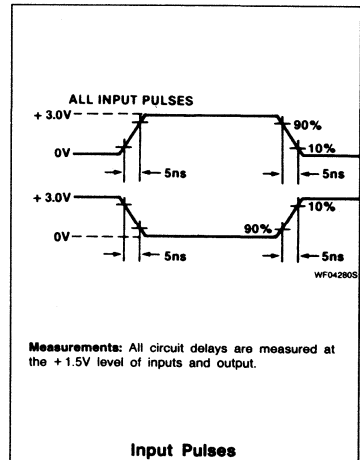 ALL INPUT PULSES
+ 3.0V
90%
10%
0V
5ns
5ns
+ 3.0V
10%
0V
90%
5ns
5ns
WF04280S
Measurements: All circuit delays are measured at
the + 1.5V level of inputs and output.
Input Pulses